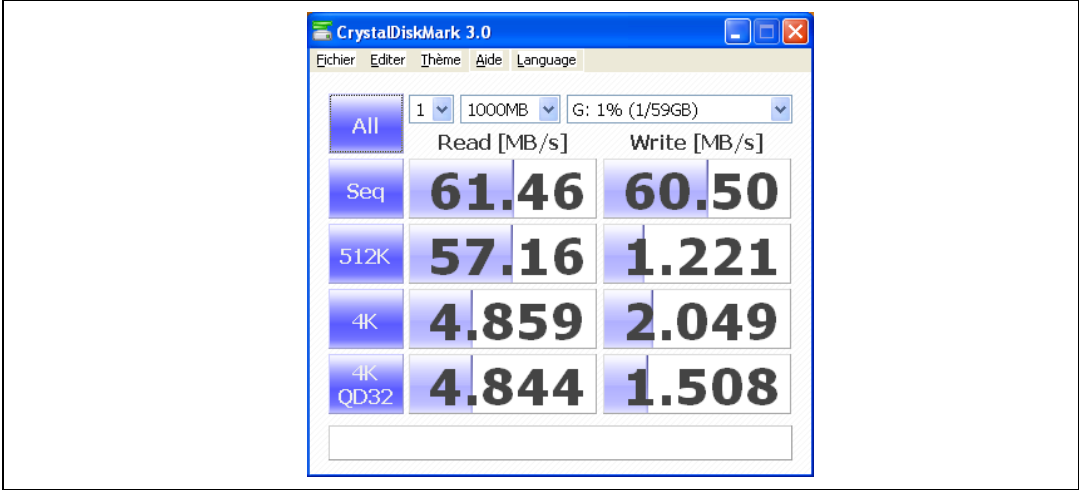 CrystalDiskMark 3.0
Fichier Editer Thème Aide Language
All 1 1000MB G: 1% (1/59GB)
Read [MB/s] Write [MB/s]
Seq 61.46 60.50
512K 57.16 1.221
4K 4.859 2.049
4K QD32 4.844 1.508